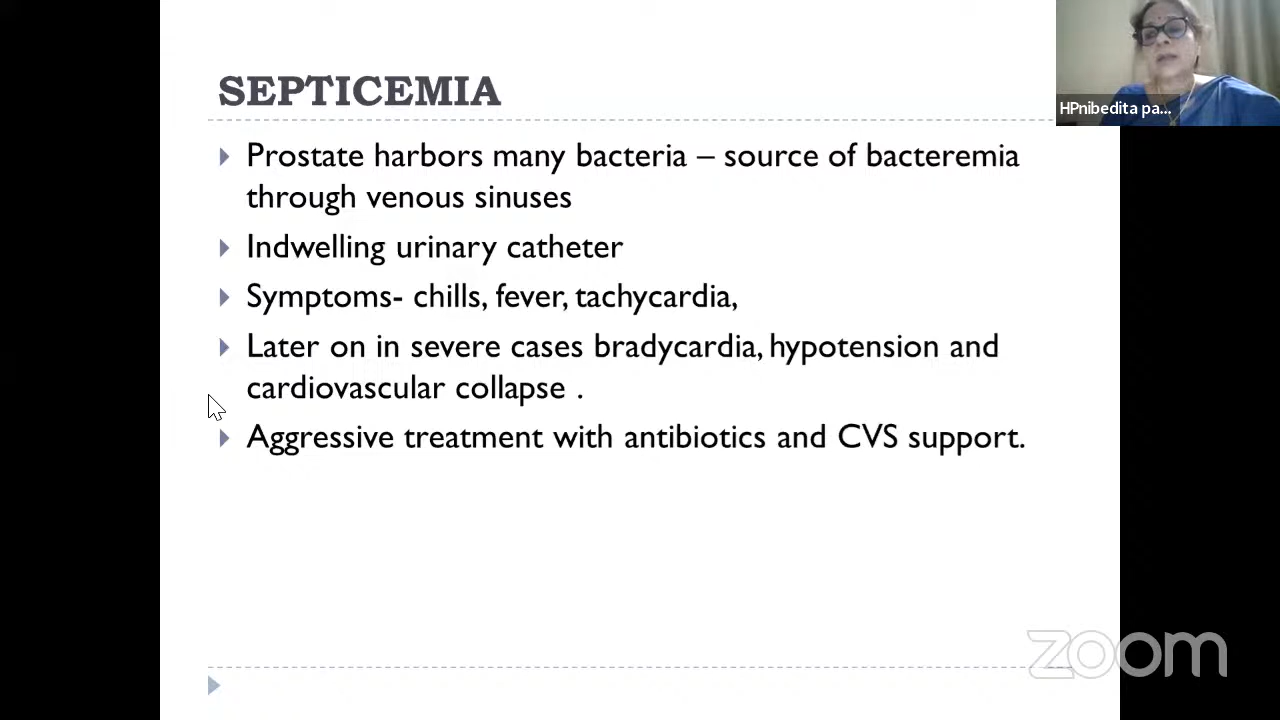 SEPTICEMIA
HPnibedita pa...
Prostate harbors many bacteria – source of bacteremia
through venous sinuses
Indwelling urinary catheter
Symptoms- chills, fever, tachycardia,
Later on in severe cases bradycardia, hypotension and
cardiovascular collapse .
Aggressive treatment with antibiotics and CVS support.
zoom